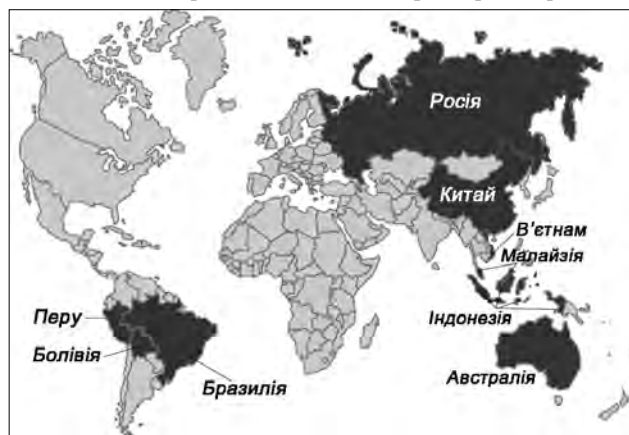 Росія
Китай
В'єтнам
Малайзія
Індонезія
Австралія
Перу
Болівія
Бразилія